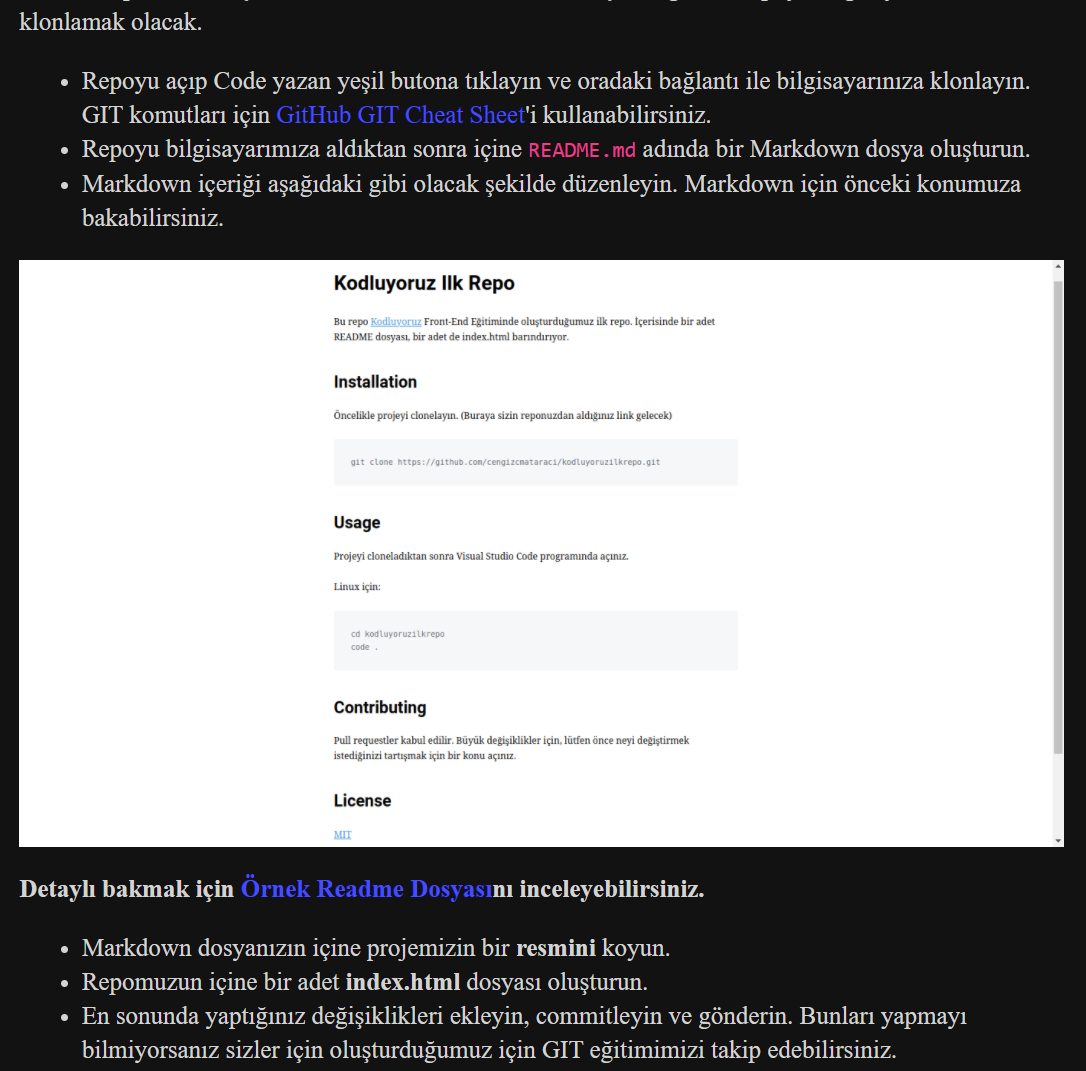 klonlamak olacak.
Repoyu açıp Code yazan yeşil butona tıklayın ve oradaki bağlantı ile bilgisayarınıza klonlayın.
GIT komutları için GitHub GIT Cheat Sheet'i kullanabilirsiniz.
Repoyu bilgisayarımıza aldıktan sonra içine README.md adında bir Markdown dosya oluşturun.
Markdown içeriği aşağıdaki gibi olacak şekilde düzenleyin. Markdown için önceki konumuza
bakabilirsiniz.
Kodluyoruz Ilk Repo
Bu repo Kodluyoruz Front-End Eğitiminde oluşturduğumuz ilk repo. İçerisinde bir adet
README dosyası, bir adet de index.html barındırıyor.
Installation
Öncelikle projeyi clonelayın. (Buraya sizin reponuzdan aldığınız link gelecek)
git clone https://github.com/cengizcmataraci/kodluyoruzilkrepo.git
Usage
Projeyi cloneladıktan sonra Visual Studio Code programında açınız.
Linux için:
cd kodluyoruzilkrepo
code .
Contributing
Pull requestler kabul edilir. Büyük değişiklikler için, lütfen önce neyi değiştirmek
istediğinizi tartışmak için bir konu açınız.
License
MIT
Detaylı bakmak için Örnek Readme Dosyasını inceleyebilirsiniz.
Markdown dosyanızın içine projemizin bir resmini koyun.
Repomuzun içine bir adet index.html dosyası oluşturun.
En sonunda yaptığınız değişiklikleri ekleyin, commitleyin ve gönderin. Bunları yapmayı
bilmiyorsanız sizler için oluşturduğumuz için GIT eğitimimizi takip edebilirsiniz.